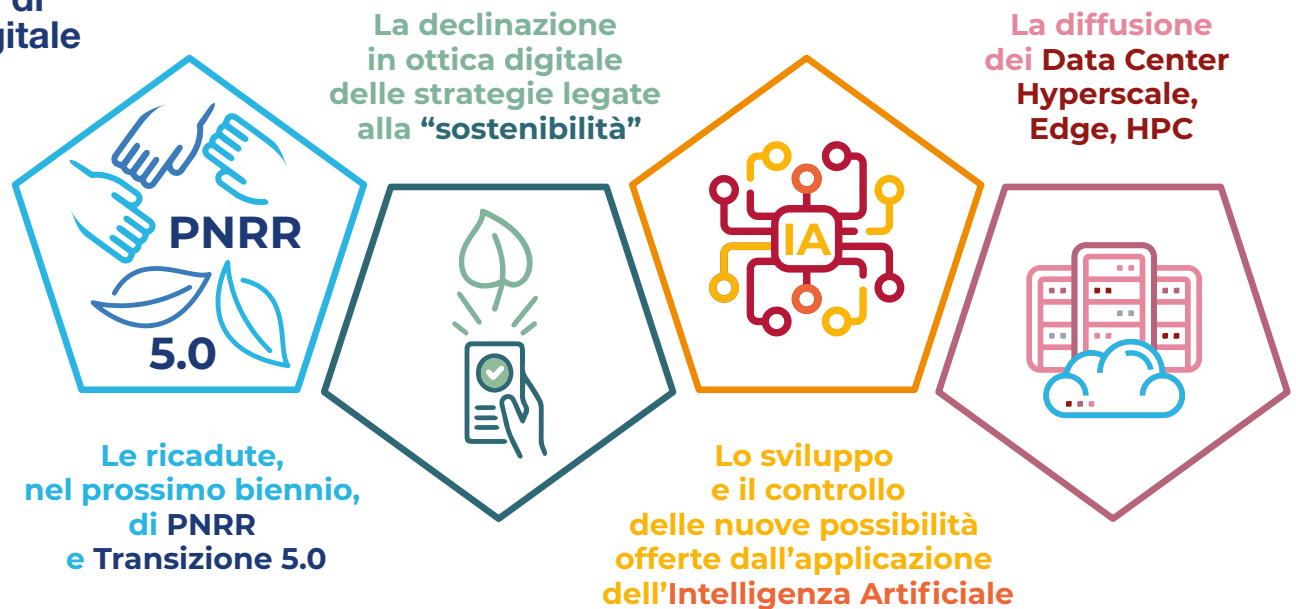 di
gitale
PNRR
5.0
Le ricadute,
nel prossimo biennio,
di PNRR
e Transizione 5.0
La declinazione
in ottica digitale
delle strategie legate
alla “sostenibilità”
IA
Lo sviluppo
e il controllo
delle nuove possibilità
offerte dall’applicazione
dell’Intelligenza Artificiale
La diffusione
dei Data Center
Hyperscale,
Edge, HPC